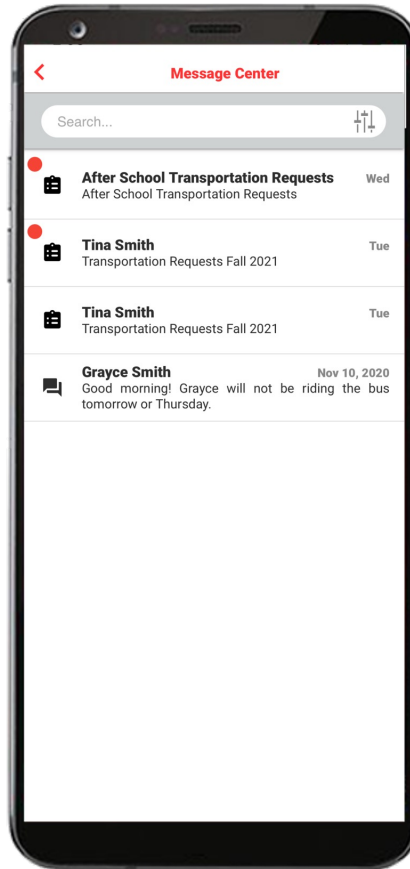 Message Center
Search...
After School Transportation Requests Wed
After School Transportation Requests
Tina Smith Tue
Transportation Requests Fall 2021
Tina Smith Tue
Transportation Requests Fall 2021
Grayce Smith Nov 10, 2020
Good morning! Grayce will not be riding the bus
tomorrow or Thursday.